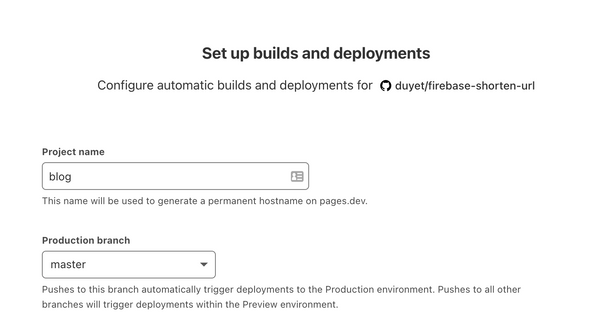 Set up builds and deployments
Configure automatic builds and deployments for duyet/firebase-shorten-url
Project name
blog
This name will be used to generate a permanent hostname on pages.dev.
Production branch
master
Pushes to this branch automatically trigger deployments to the Production environment. Pushes to all other
branches will trigger deployments within the Preview environment.